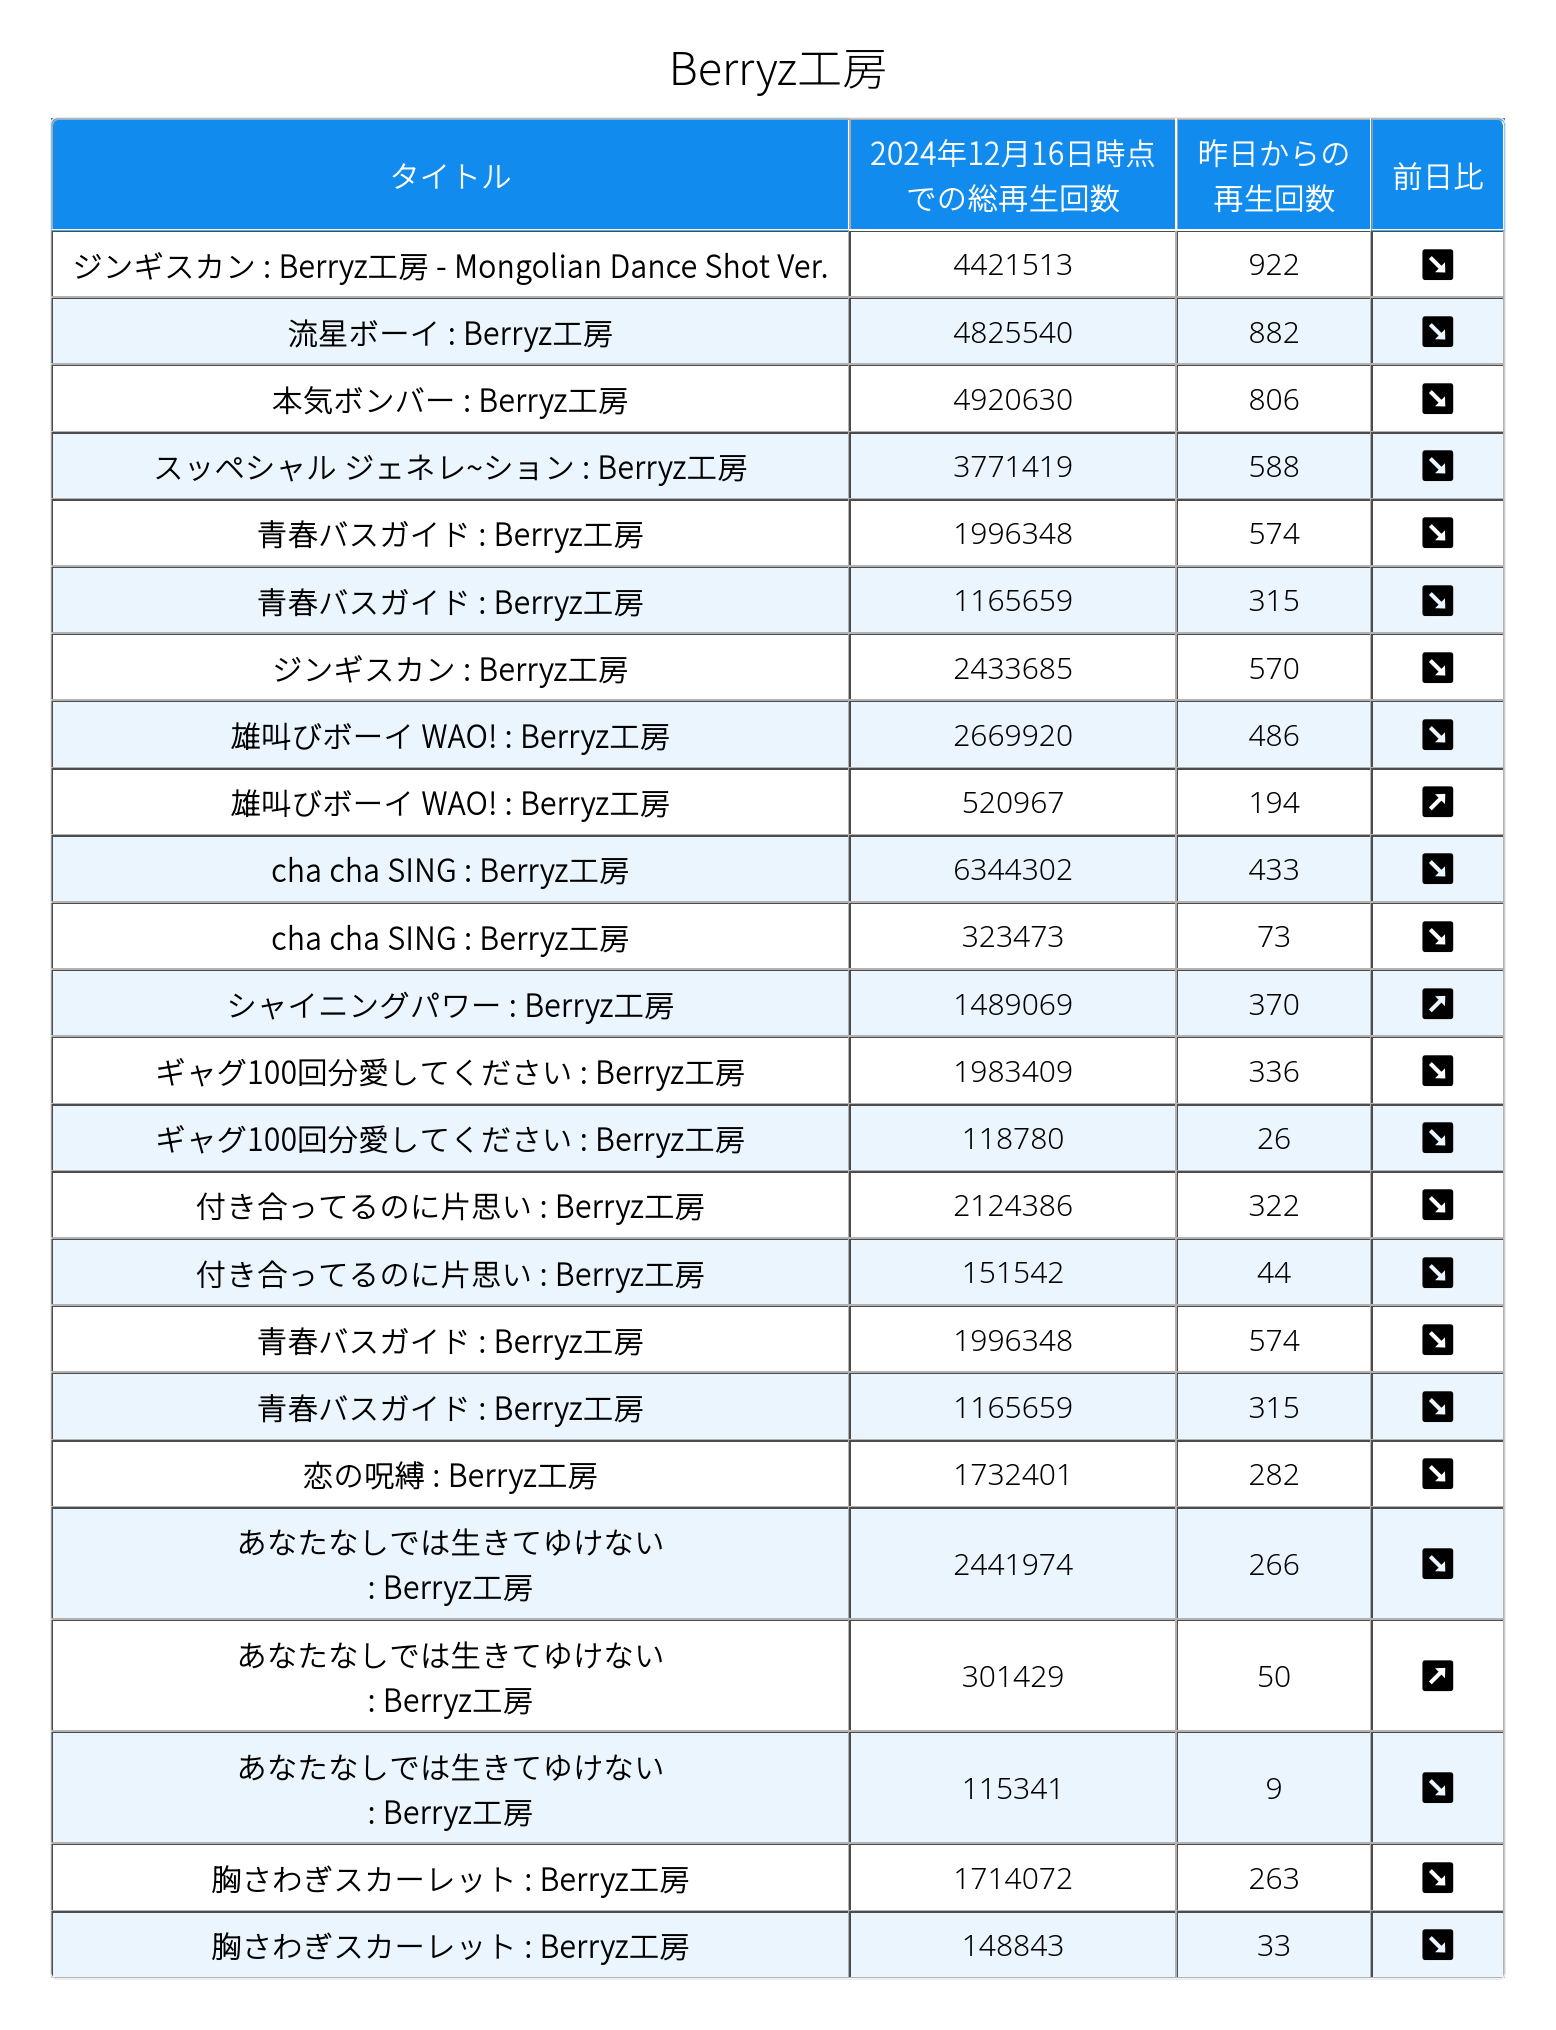 Berryz工房
タイトル
2024年12月16日時点
での総再生回数
昨日からの
再生回数
前日比
ジンギスカン : Berryz工房 - Mongolian Dance Shot Ver. 4421513 922
流星ボーイ : Berryz工房 4825540 882
本気ボンバー : Berryz工房 4920630 806
スッペシャル ジェネレ~ション : Berryz工房 3771419 588
青春バスガイド : Berryz工房 1996348 574
青春バスガイド : Berryz工房 1165659 315
ジンギスカン : Berryz工房 2433685 570
雄叫びボーイ WAO! : Berryz工房 2669920 486
雄叫びボーイ WAO! : Berryz工房 520967 194
cha cha SING : Berryz工房 6344302 433
cha cha SING : Berryz工房 323473 73
シャイニングパワー : Berryz工房 1489069 370
ギャグ100回分愛してください : Berryz工房 1983409 336
ギャグ100回分愛してください : Berryz工房 118780 26
付き合ってるのに片思い : Berryz工房 2124386 322
付き合ってるのに片思い : Berryz工房 151542 44
青春バスガイド : Berryz工房 1996348 574
青春バスガイド : Berryz工房 1165659 315
恋の呪縛 : Berryz工房 1732401 282
あなたなしでは生きてゆけない
: Berryz工房 2441974 266
あなたなしでは生きてゆけない
: Berryz工房 301429 50
あなたなしでは生きてゆけない
: Berryz工房 115341 9
胸さわぎスカーレット : Berryz工房 1714072 263
胸さわぎスカーレット : Berryz工房 148843 33